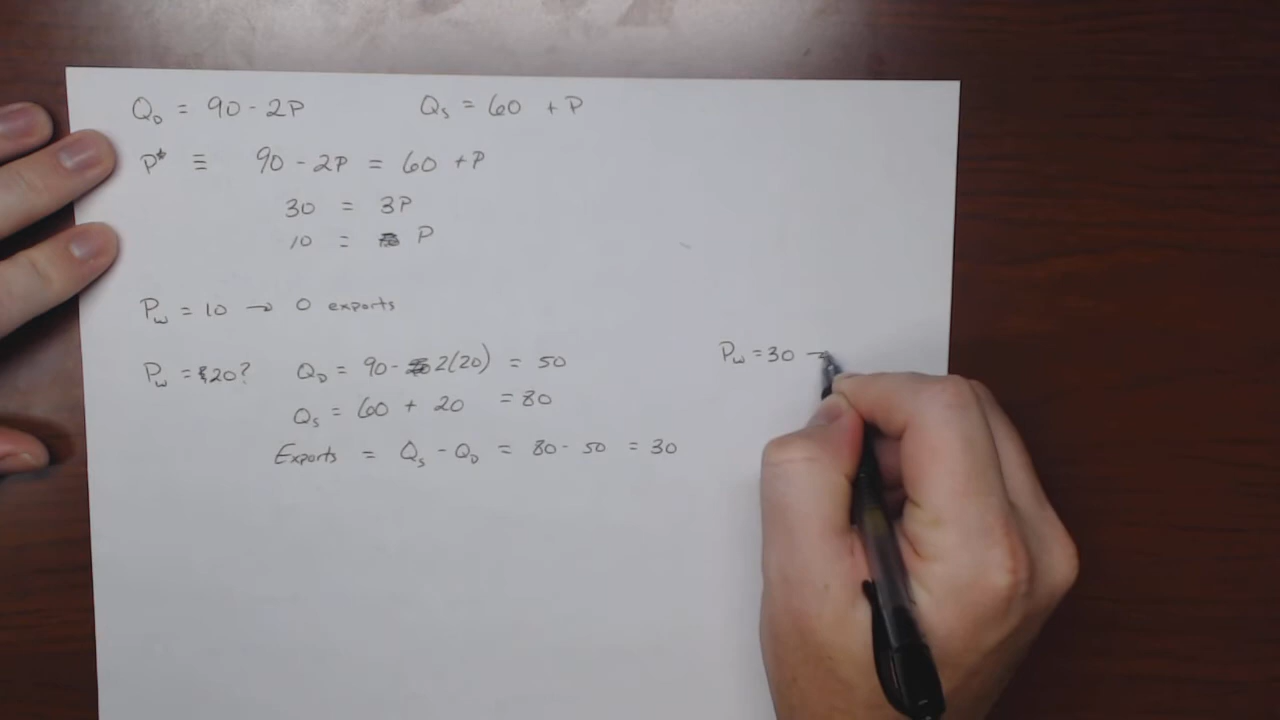 Q_D = 90 - 2P Q_S = 60 + P
P* ≡ 90 - 2P = 60 + P
30 = 3P
10 = P
P_w = 10 → 0 exports
P_w = $20? Q_D = 90 - 2(20) = 50
Q_S = 60 + 20 = 80
Exports = Q_S - Q_D = 80 - 50 = 30
P_w = 30 →